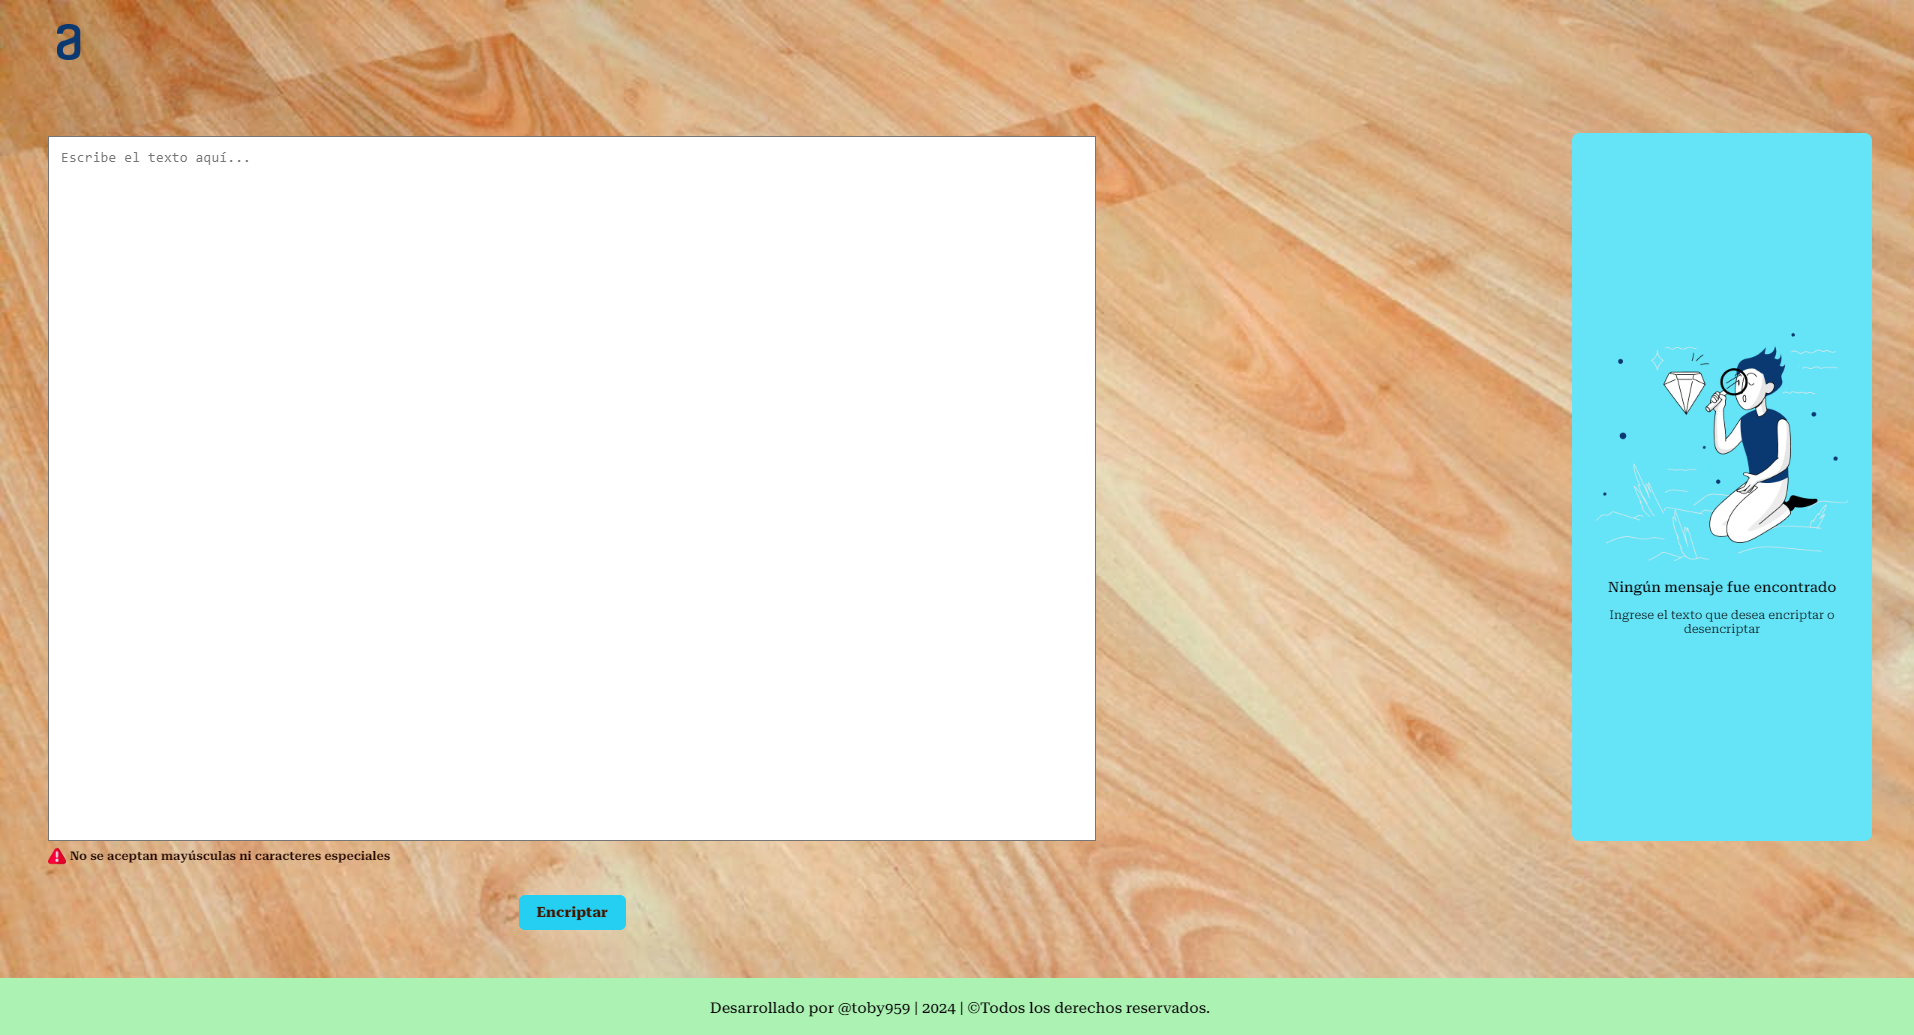 a
Escribe el texto aquí...
Ningún mensaje fue encontrado
Ingrese el texto que desea encriptar o
desencriptar
No se aceptan mayúsculas ni caracteres especiales
Encriptar
Desarrollado por @toby959 | 2024 | ©Todos los derechos reservados.